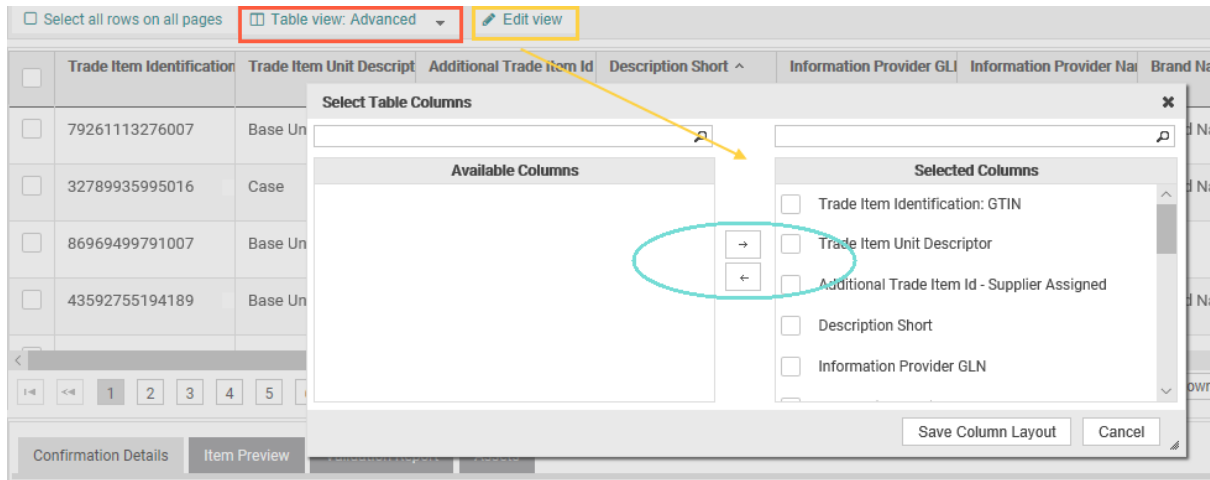 Select all rows on all pages Table view: Advanced Edit view
Trade Item Identification Trade Item Unit Descript Additional Trade Item Id Description Short Information Provider GLI Information Provider Nai Brand Na
Select Table Columns
79261113276007 Base Un
Available Columns Selected Columns
32789935995016 Case
Trade Item Identification: GTIN
86969499791007 Base Un
Trade Item Unit Descriptor
Additional Trade Item Id - Supplier Assigned
43592755194189 Base Un
Description Short
Information Provider GLN
1 2 3 4 5
Save Column Layout Cancel
Confirmation Details Item Preview